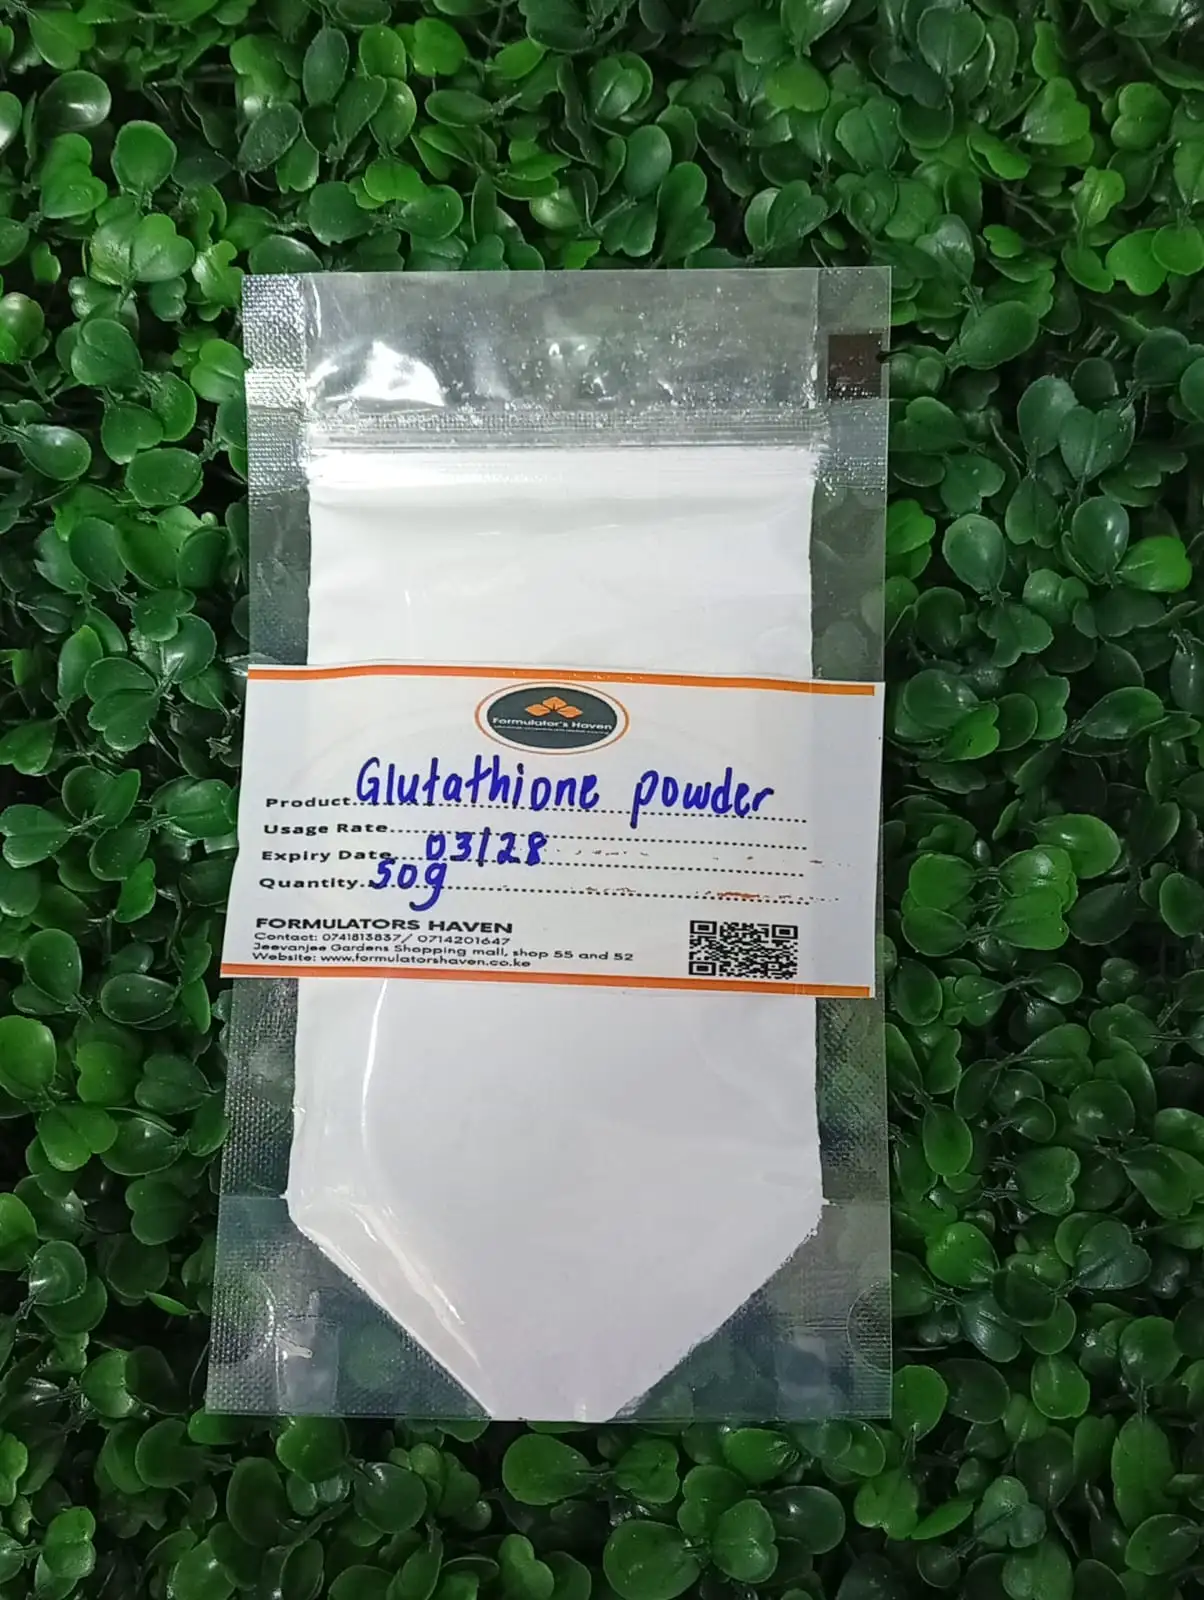 Formulator's Haven
Product Glutathione powder
Usage Rate
Expiry Date 03/28
Quantity 50g
FORMULATORS HAVEN
Contact: 0741813837/ 0714201647
Jeevanjee Gardens Shopping mall, shop 55 and 52
Website: www.formulatorshaven.co.ke